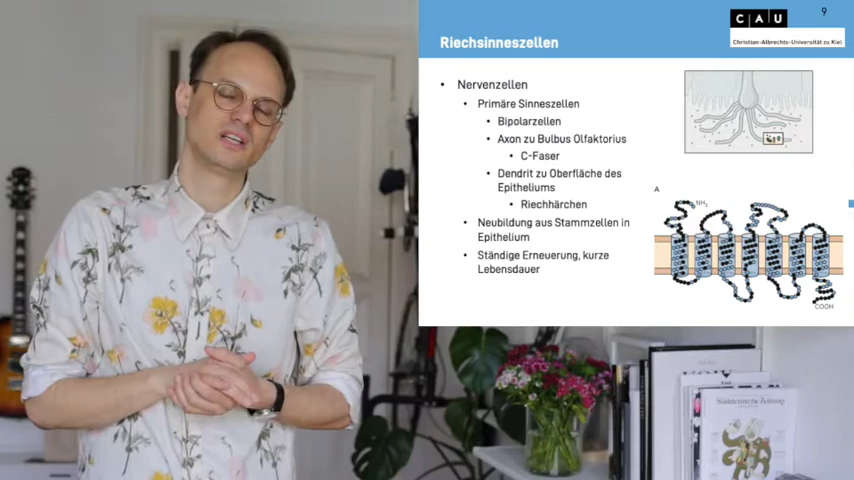 9
CAU
Christian-Albrechts-Universität zu Kiel
Riechsinneszellen
• Nervenzellen
• Primäre Sinneszellen
• Bipolarzellen
• Axon zu Bulbus Olfaktorius
• C-Faser
• Dendrit zu Oberfläche des
Epitheliums
• Riechhärchen
• Neubildung aus Stammzellen in
Epithelium
• Ständige Erneuerung, kurze
Lebensdauer
A
NH2
COOH
Süddeutsche Zeitung